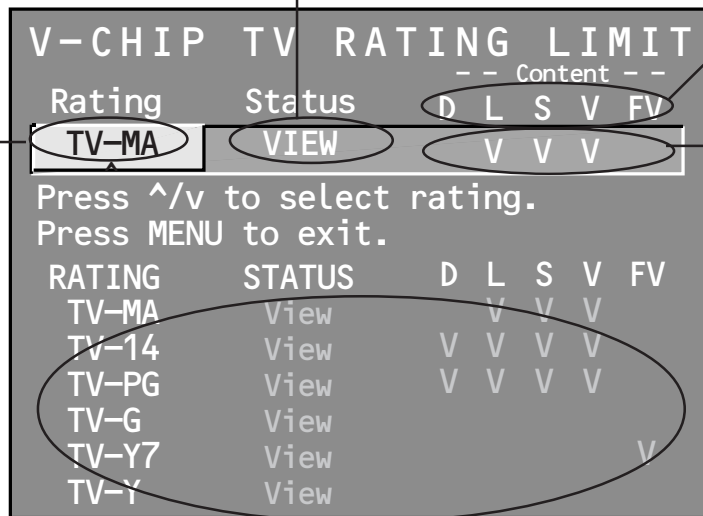 V-CHIP TV RATING LIMIT
-- Content --
Rating Status D L S V FV
TV-MA VIEW V V V
^
Press ^/v to select rating.
Press MENU to exit.
RATING STATUS D L S V FV
TV-MA View V V V
TV-14 View V V V V
TV-PG View V V V V
TV-G View
TV-Y7 View V
TV-Y View